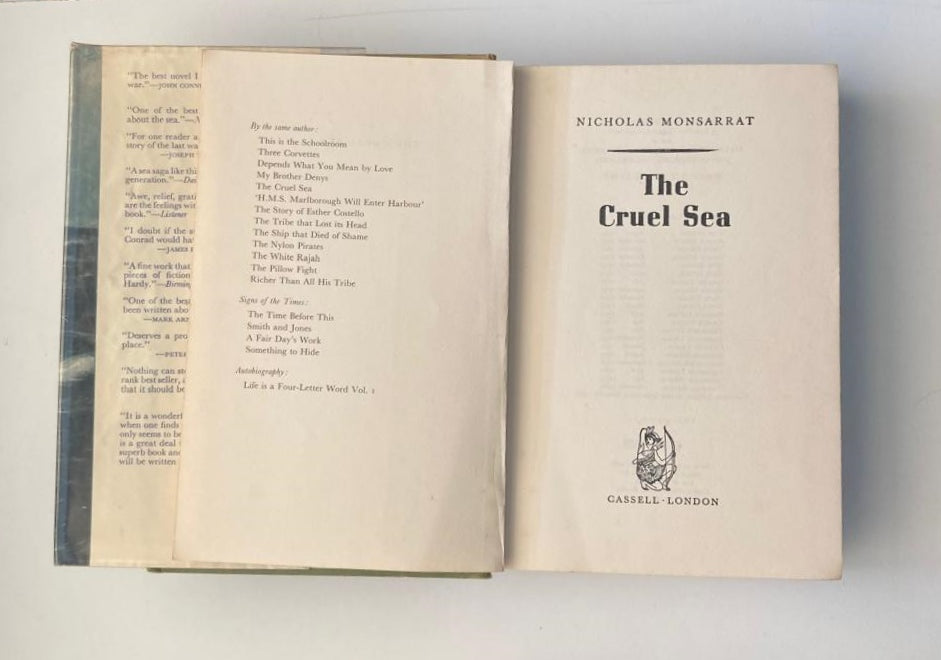 "The best novel I
war."—JOHN CONN
"One of the best
about the sea."—
"For one reader a
story of the last wa
—JOSEPH
"A sea saga like thi
generation."—Dai
"Awe, relief, grati
are the feelings wit
book."—Listener
"I doubt if the s
Conrad would ha
—JAMES
"A fine work that
pieces of fiction
Hardy."—Birmin
"One of the best
been written abo
—MARK AR
"Deserves a pro
place."
—PETE
"Nothing can st
rank best seller,
that it should be
"It is a wonderf
when one finds
only seems to be
is a great deal
superb book and
will be written
By the same author:
This is the Schoolroom
Three Corvettes
Depends What You Mean by Love
My Brother Denys
The Cruel Sea
'H.M.S. Marlborough Will Enter Harbour'
The Story of Esther Costello
The Tribe that Lost its Head
The Ship that Died of Shame
The Nylon Pirates
The White Rajah
The Pillow Fight
Richer Than All His Tribe
Signs of the Times:
The Time Before This
Smith and Jones
A Fair Day's Work
Something to Hide
Autobiography:
Life is a Four-Letter Word Vol. 1
NICHOLAS MONSARRAT
The
Cruel Sea
CASSELL · LONDON